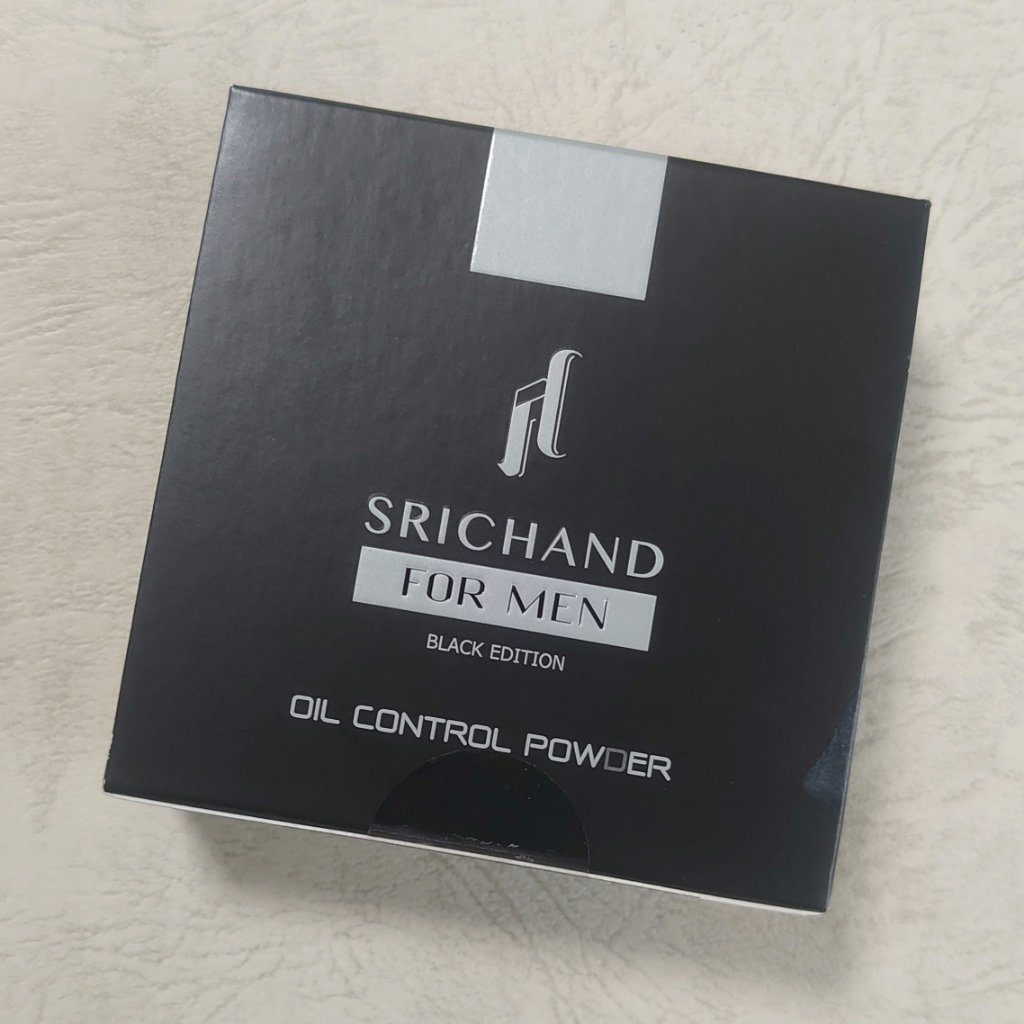 SRICHAND
FOR MEN
BLACK EDITION
OIL CONTROL POWDER